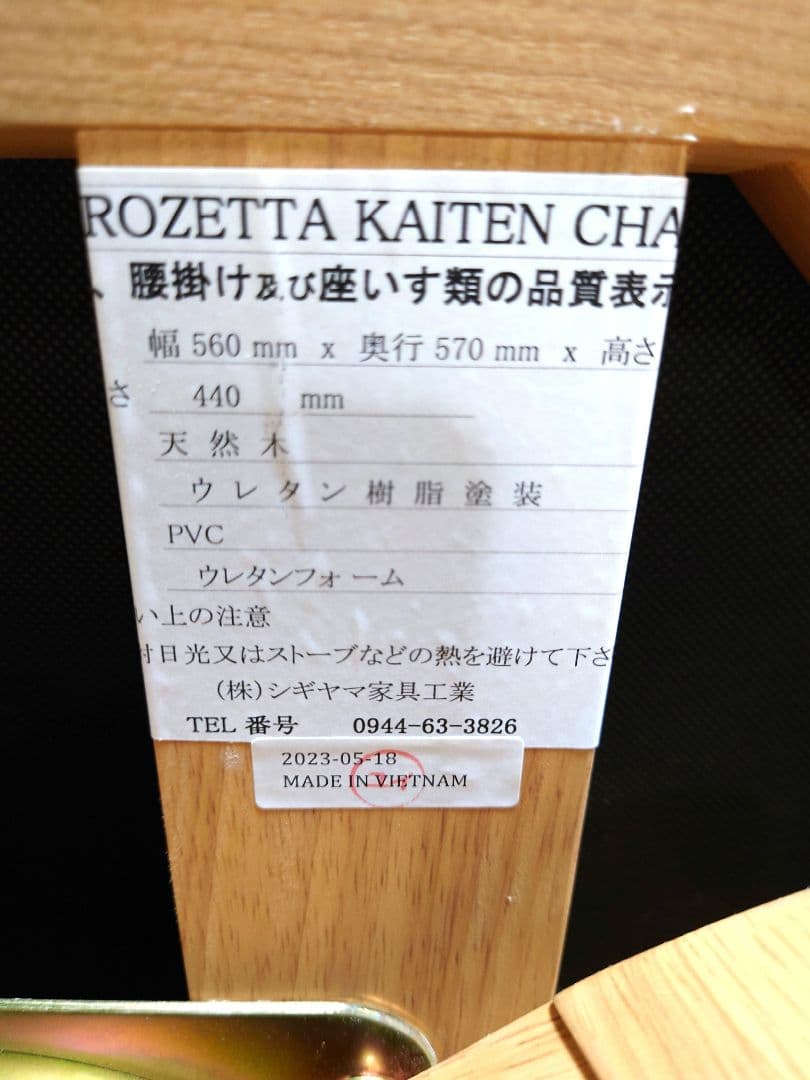 ROZETTA KAITEN CHA
、腰掛け及び座いす類の品質表示
幅 560 mm x 奥行 570 mm x 高さ
さ 440 mm
天然木
ウレタン樹脂塗装
PVC
ウレタンフォーム
い上の注意
射日光又はストーブなどの熱を避けて下さ
(株)シギヤマ家具工業
TEL 番号 0944-63-3826
2023-05-18
MADE IN VIETNAM